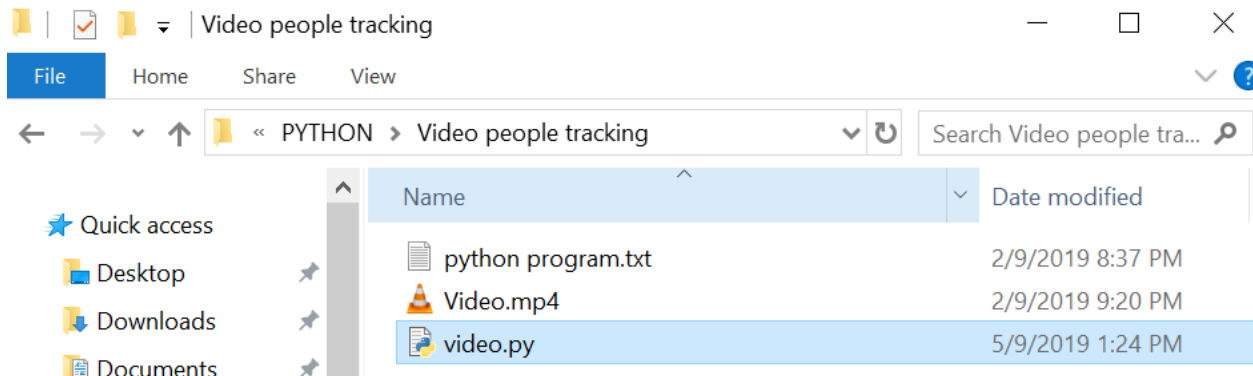 Video people tracking
File Home Share View ?
« PYTHON > Video people tracking Search Video people tra...
Name Date modified
Quick access
Desktop
Downloads
Documents
python program.txt 2/9/2019 8:37 PM
Video.mp4 2/9/2019 9:20 PM
video.py 5/9/2019 1:24 PM